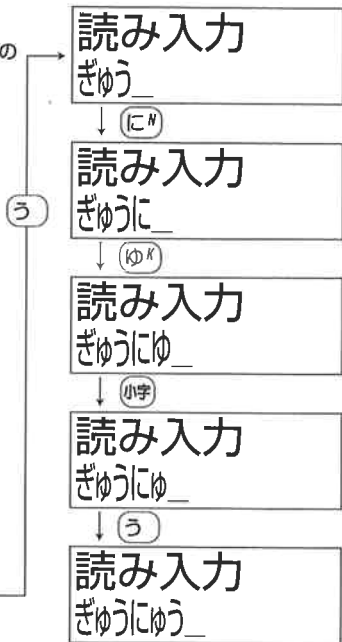 の
読み入力
ぎゅう_
↓ にN
読み入力
ぎゅうに_
う
↓ ゆK
読み入力
ぎゅうにゆ_
↓ 小字
読み入力
ぎゅうにゅ_
↓ う
読み入力
ぎゅうにゅう_